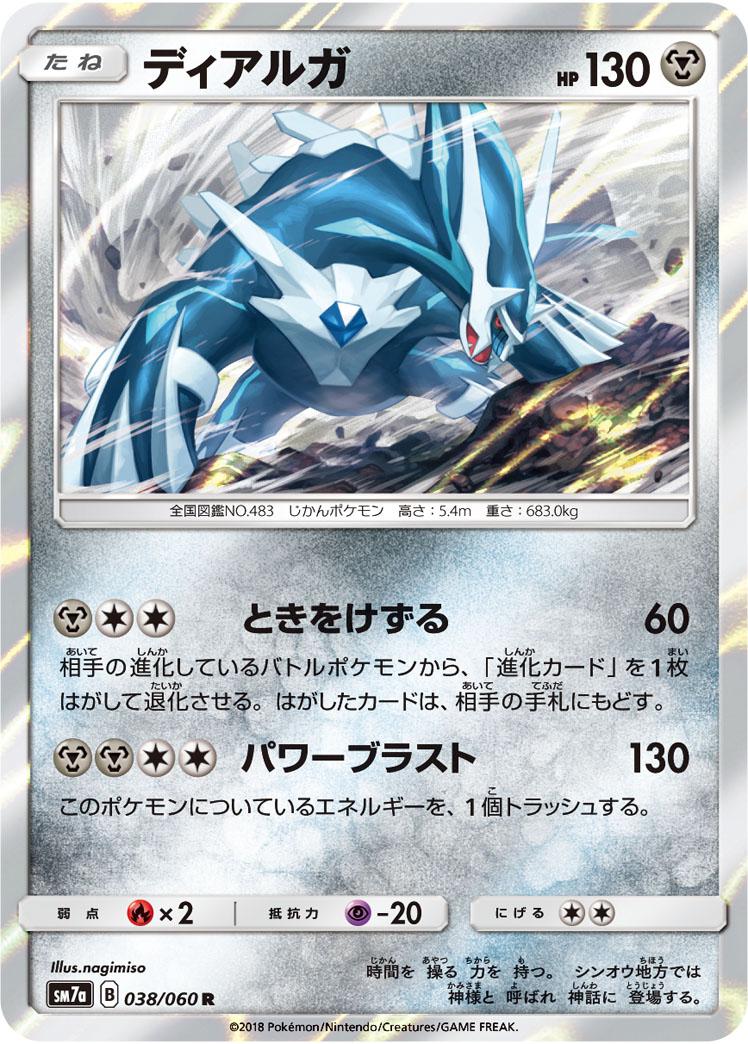 たね ディアルガ HP 130
全国図鑑NO.483 じかんポケモン 高さ:5.4m 重さ:683.0kg
ときをけずる 60
相手の進化しているバトルポケモンから、「進化カード」を1枚
はがして退化させる。はがしたカードは、相手の手札にもどす。
パワーブラスト 130
このポケモンについているエネルギーを、1個トラッシュする。
弱点 ×2 抵抗力 -20 にげる
Illus.nagimiso
sm7a B 038/060 R
時間を 操る 力を 持つ。 シンオウ地方では
神様と 呼ばれ 神話に 登場する。
©2018 Pokémon/Nintendo/Creatures/GAME FREAK.